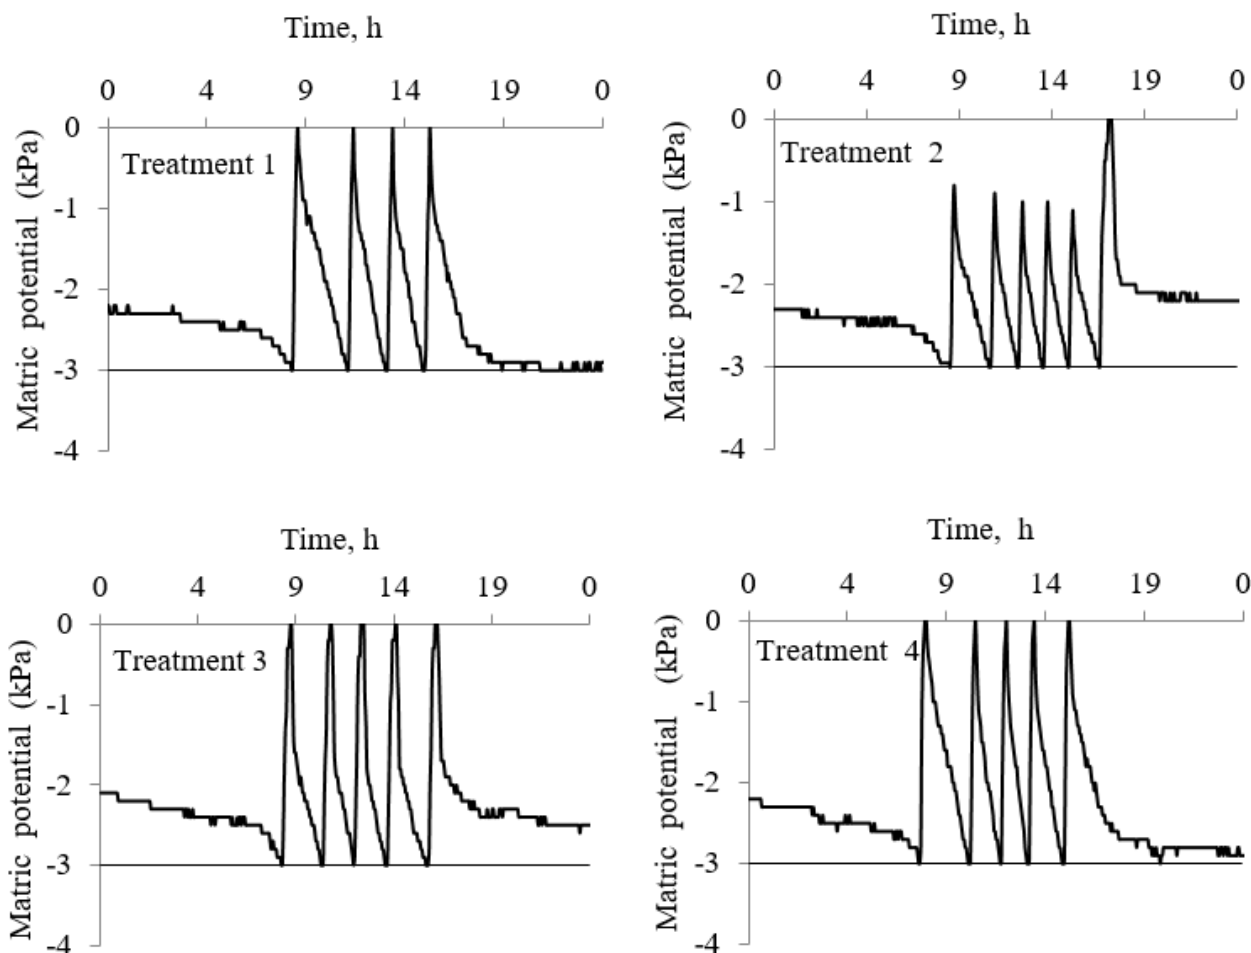 Time, h
0 4 9 14 19 0
Treatment 1
Matric potential (kPa)
0
-1
-2
-3
-4
Time, h
0 4 9 14 19 0
Treatment 2
Matric potential (kPa)
0
-1
-2
-3
-4
Time, h
0 4 9 14 19 0
Treatment 3
Matric potential (kPa)
0
-1
-2
-3
-4
Time, h
0 4 9 14 19 0
Treatment 4
Matric potential (kPa)
0
-1
-2
-3
-4